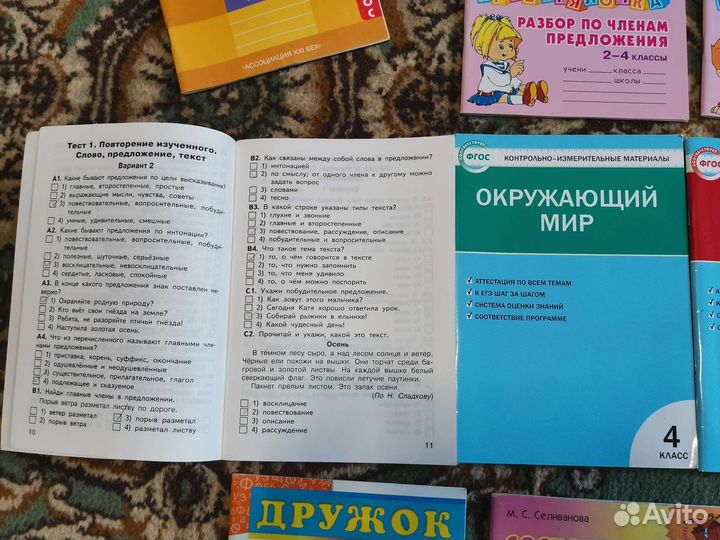 •АССОЦИАЦИЯ XXI ВЕК•
РАЗБОР ПО ЧЛЕНАМ
ПРЕДЛОЖЕНИЯ
2–4 КЛАССЫ
учени класса
школы
Тест 1. Повторение изученного.
Слово, предложение, текст
Вариант 2
А1. Какие бывают предложения по цели высказывания?
1) главные, второстепенные, простые
2) выражающие мысли, чувства, советы
3) повествовательные, вопросительные, побуди-
тельные
4) умные, удивительные, смешные
А2. Какие бывают предложения по интонации?
1) повествовательные, вопросительные, побуди-
тельные
2) полезные, шуточные, серьёзные
3) восклицательные, невосклицательные
4) сердитые, ласковые, спокойные
А3. В конце какого предложения знак поставлен не-
верно?
1) Охраняйте родную природу?
2) Кто вьёт свои гнёзда на земле?
3) Ребята, не разоряйте птичьи гнёзда!
4) Наступила золотая осень.
А4. Что из перечисленного называют главными чле-
нами предложения?
1) приставка, корень, суффикс, окончание
2) одушевлённые и неодушевлённые
3) существительное, прилагательное, глагол
4) подлежащее и сказуемое
В1. Найди главные члены в предложении.
Порыв ветра разметал листву по дороге.
1) ветер разметал
2) порыв ветра
3) порыв разметал
4) разметал листву
10
В2. Как связаны между собой слова в предложении?
1) интонацией
2) по смыслу; от одного члена к другому можно
задать вопрос
3) словами
4) тесно
В3. В какой строке указаны типы текста?
1) глухие и звонкие
2) главные и второстепенные
3) повествование, рассуждение, описание
4) побудительные и вопросительные
В4. Что такое тема текста?
1) то, о чём говорится в тексте
2) то, что нужно запомнить
3) то, что меня удивило
4) то, о чём можно поспорить
С1. Укажи побудительное предложение.
1) Как зовут этого мальчика?
2) Сегодня Катя хорошо ответила урок.
3) Собирай рыжики в ельнике!
4) Какой чудесный день!
С2. Прочитай и укажи, какой это текст.
Осень
В тёмном лесу сыро, а над лесом солнце и ветер.
Чёрные ели похожи на вышки. Они торчат среди ба-
гровой и золотой листвы. На каждой вышке белый
сверкающий флаг. Это повисли летучие паутинки.
Пахнет прелым листом. Это запах осени.
(По Н. Сладкову)
1) восклицание
2) повествование
3) описание
4) рассуждение
11
СООТВЕТСТВУЕТ
ФГОС
КОНТРОЛЬНО-ИЗМЕРИТЕЛЬНЫЕ МАТЕРИАЛЫ
ОКРУЖАЮЩИЙ
МИР
АТТЕСТАЦИЯ ПО ВСЕМ ТЕМАМ
К ЕГЭ ШАГ ЗА ШАГОМ
СИСТЕМА ОЦЕНКИ ЗНАНИЙ
СООТВЕТСТВИЕ ПРОГРАММЕ
4
КЛАСС
ФГОС
ДРУЖОК
М. С. Селиванова
Avito